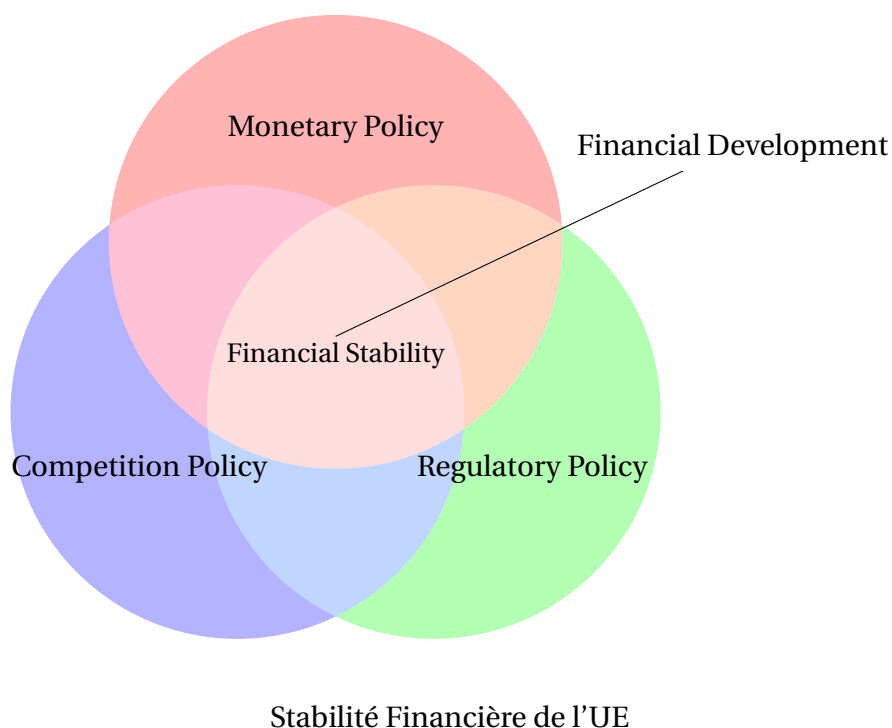 Monetary Policy
Financial Development
Financial Stability
Competition Policy
Regulatory Policy
Stabilité Financière de l’UE